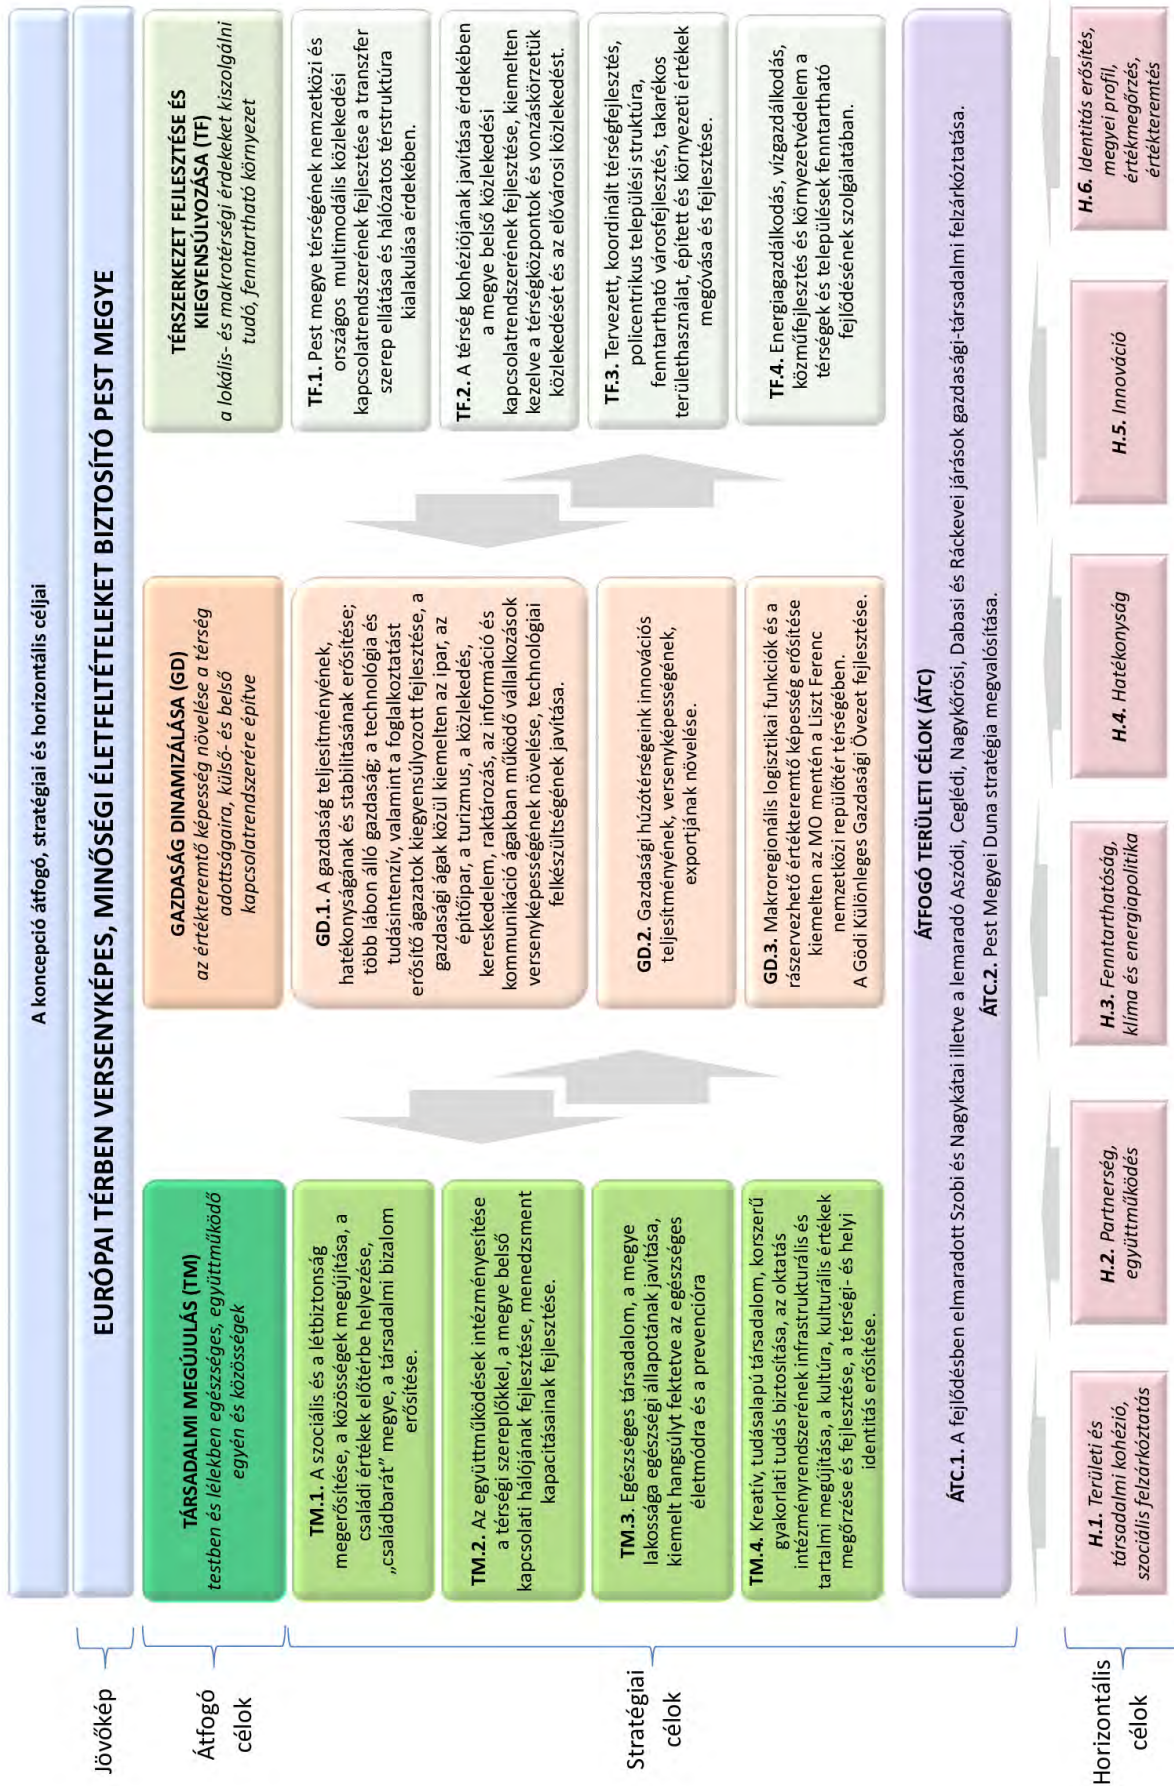 A koncepció átfogó, stratégiai és horizontális céljai
Jövőkép
EURÓPAI TÉRBEN VERSENYKÉPES, MINŐSÉGI ÉLETFELTÉTELEKET BIZTOSÍTÓ PEST MEGYE
Átfogó
célok
TÁRSADALMI MEGÚJULÁS (TM)
testben és lélekben egészséges, együttműködő
egyén és közösségek
GAZDASÁG DINAMIZÁLÁSA (GD)
az értékteremtő képesség növelése a térség
adottságaira, külső- és belső
kapcsolatrendszerére építve
TÉRSZERKEZET FEJLESZTÉSE ÉS
KIEGYENSÚLYOZÁSA (TF)
a lokális- és makrotérségi érdekeket kiszolgálni
tudó, fenntartható környezet
Stratégiai
célok
TM.1. A szociális és a létbiztonság
megerősítése, a közösségek megújítása, a
családi értékek előtérbe helyezése,
„családbarát" megye, a társadalmi bizalom
erősítése.
TM.2. Az együttműködések intézményesítése
a térségi szereplőkkel, a megye belső
kapcsolati hálójának fejlesztése, menedzsment
kapacitásainak fejlesztése.
TM.3. Egészséges társadalom, a megye
lakossága egészségi állapotának javítása,
kiemelt hangsúlyt fektetve az egészséges
életmódra és a prevencióra
TM.4. Kreatív, tudásalapú társadalom, korszerű
gyakorlati tudás biztosítása, az oktatás
intézményrendszerének infrastrukturális és
tartalmi megújítása, a kultúra, kulturális értékek
megőrzése és fejlesztése, a térségi- és helyi
identitás erősítése.
GD.1. A gazdaság teljesítményének,
hatékonyságának és stabilitásának erősítése;
több lábon álló gazdaság; a technológia és
tudásintenzív, valamint a foglalkoztatást
erősítő ágazatok kiegyensúlyozott fejlesztése, a
gazdasági ágak közül kiemelten az ipar, az
építőipar, a turizmus, a közlekedés,
kereskedelem, raktározás, az információ és
kommunikáció ágakban működő vállalkozások
versenyképességének növelése, technológiai
felkészültségének javítása.
GD.2. Gazdasági húzótérségeink innovációs
teljesítményének, versenyképességének,
exportjának növelése.
GD.3. Makroregionális logisztikai funkciók és a
rászervezhető értékteremtő képesség erősítése
kiemelten az MO mentén a Liszt Ferenc
nemzetközi repülőtér térségében.
A Gödi Különleges Gazdasági Övezet fejlesztése.
TF.1. Pest megye térségének nemzetközi és
országos multimodális közlekedési
kapcsolatrendszerének fejlesztése a transzfer
szerep ellátása és hálózatos térstruktúra
kialakulása érdekében.
TF.2. A térség kohéziójának javítása érdekében
a megye belső közlekedési
kapcsolatrendszerének fejlesztése, kiemelten
kezelve a térségközpontok és vonzáskörzetük
közlekedését és az elővárosi közlekedést.
TF.3. Tervezett, koordinált térségfejlesztés,
policentrikus települési struktúra,
fenntartható városfejlesztés, takarékos
területhasználat, épített és környezeti értékek
megóvása és fejlesztése.
TF.4. Energiagazdálkodás, vízgazdálkodás,
közműfejlesztés és környezetvédelem a
térségek és települések fenntartható
fejlődésének szolgálatában.
ÁTFOGÓ TERÜLETI CÉLOK (ÁTC)
ÁTC.1. A fejlődésben elmaradott Szobi és Nagykátai illetve a lemaradó Aszódi, Ceglédi, Nagykőrösi, Dabasi és Ráckevei járások gazdasági-társadalmi felzárkóztatása.
ÁTC.2. Pest Megyei Duna stratégia megvalósítása.
Horizontális
célok
H.1. Területi és
társadalmi kohézió,
szociális felzárkóztatás
H.2. Partnerség,
együttműködés
H.3. Fenntarthatóság,
klíma és energiapolitika
H.4. Hatékonyság
H.5. Innováció
H.6. Identitás erősítés,
megyei profil,
értékmegőrzés,
értékteremtés